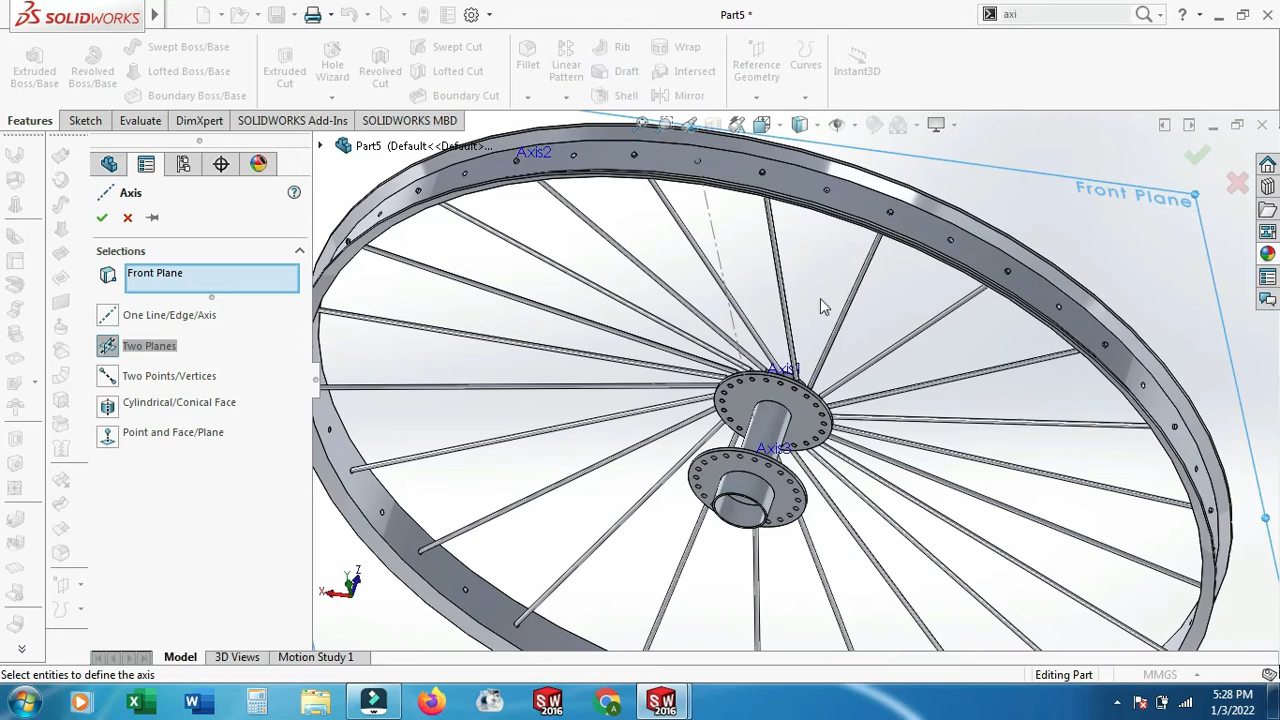 SOLIDWORKS
Part5 *
axi
Extruded Boss/Base
Revolved Boss/Base
Swept Boss/Base
Lofted Boss/Base
Boundary Boss/Base
Extruded Cut
Hole Wizard
Revolved Cut
Swept Cut
Lofted Cut
Boundary Cut
Fillet
Linear Pattern
Rib
Draft
Shell
Wrap
Intersect
Mirror
Reference Geometry
Curves
Instant3D
Features
Sketch
Evaluate
DimXpert
SOLIDWORKS Add-Ins
SOLIDWORKS MBD
Part5 (Default<<Default>...
Axis
Selections
Front Plane
One Line/Edge/Axis
Two Planes
Two Points/Vertices
Cylindrical/Conical Face
Point and Face/Plane
Axis2
Front Plane
Axis1
Axis3
X
Y
Z
Model
3D Views
Motion Study 1
Select entities to define the axis
Editing Part
MMGS
SW 2016
SW 2016
5:28 PM
1/3/2022